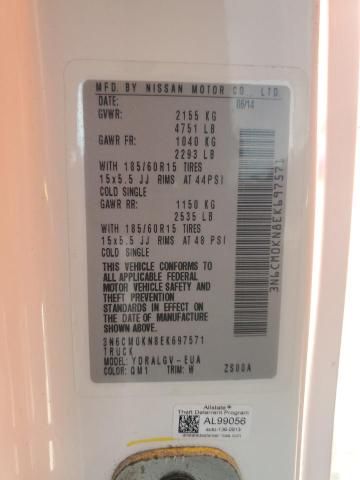 MFD. BY NISSAN MOTOR CO., LTD.
DATE: 06/14
GVWR: 2155 KG
4751 LB
GAWR FR: 1040 KG
2293 LB
WITH 185/60R15 TIRES
15x5.5 JJ RIMS AT 44PSI
COLD SINGLE
GAWR RR: 1150 KG
2535 LB
WITH 185/60R15 TIRES
15x5.5 JJ RIMS AT 48 PSI
COLD SINGLE
THIS VEHICLE CONFORMS TO
ALL APPLICABLE FEDERAL
MOTOR VEHICLE SAFETY AND
THEFT PREVENTION
STANDARDS IN EFFECT ON
THE DATE OF MANUFACTURE
SHOWN ABOVE.
3N6CM0KN8EK697571
TRUCK
MODEL: YDRALGV-EUA
COLOR: QM1 TRIM: W ZS00A
3N6CM0KN8EK697571
Allstate
Theft Deterrent Program
AL99056